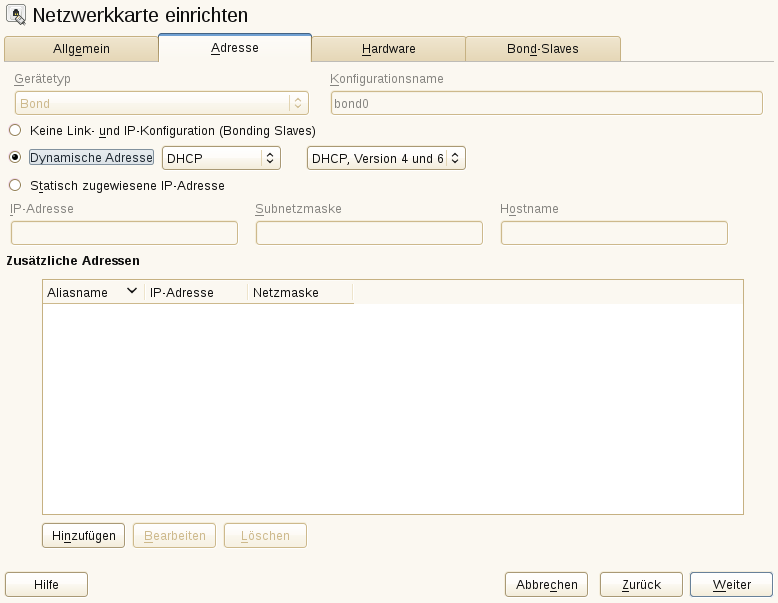 Netzwerkkarte einrichten
Allgemein Adresse Hardware Bond-Slaves
Gerätetyp Konfigurationsname
Bond bond0
Keine Link- und IP-Konfiguration (Bonding Slaves)
Dynamische Adresse DHCP DHCP, Version 4 und 6
Statisch zugewiesene IP-Adresse
IP-Adresse Subnetzmaske Hostname
Zusätzliche Adressen
Aliasname IP-Adresse Netzmaske
Hinzufügen Bearbeiten Löschen
Hilfe Abbrechen Zurück Weiter